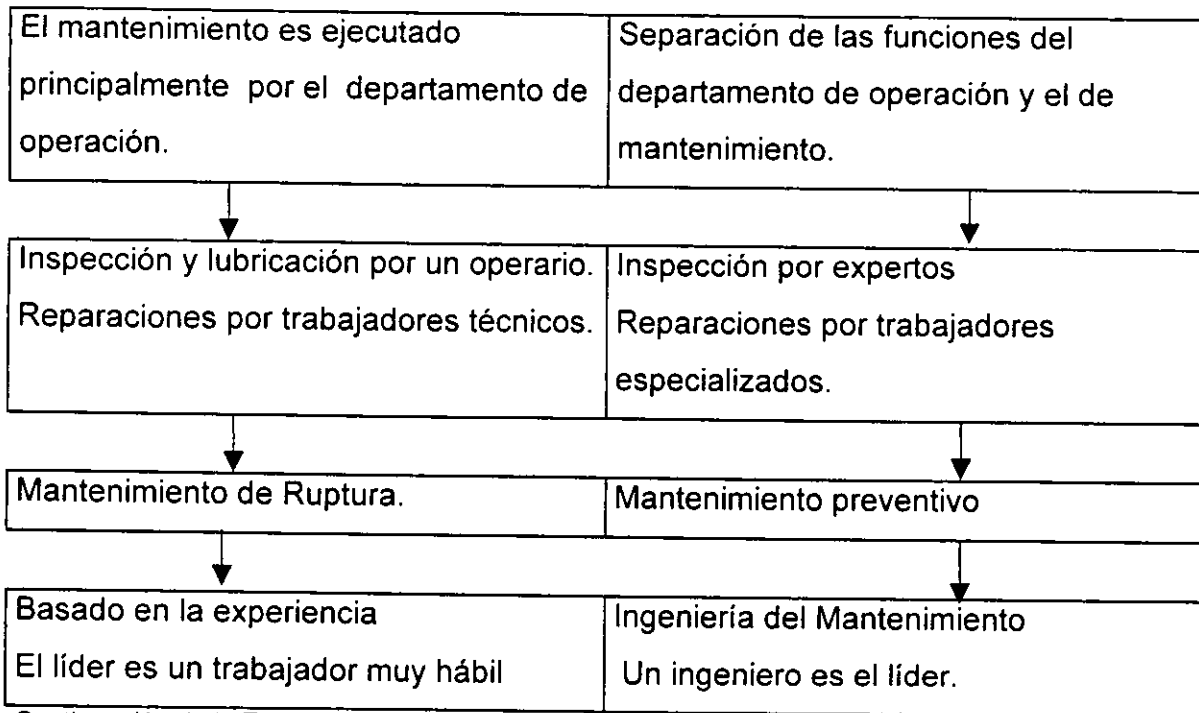 El mantenimiento es ejecutado
principalmente por el departamento de
operación.
Separación de las funciones del
departamento de operación y el de
mantenimiento.
Inspección y lubricación por un operario.
Reparaciones por trabajadores técnicos.
Inspección por expertos
Reparaciones por trabajadores
especializados.
Mantenimiento de Ruptura.
Mantenimiento preventivo
Basado en la experiencia
El líder es un trabajador muy hábil
Ingeniería del Mantenimiento
Un ingeniero es el líder.